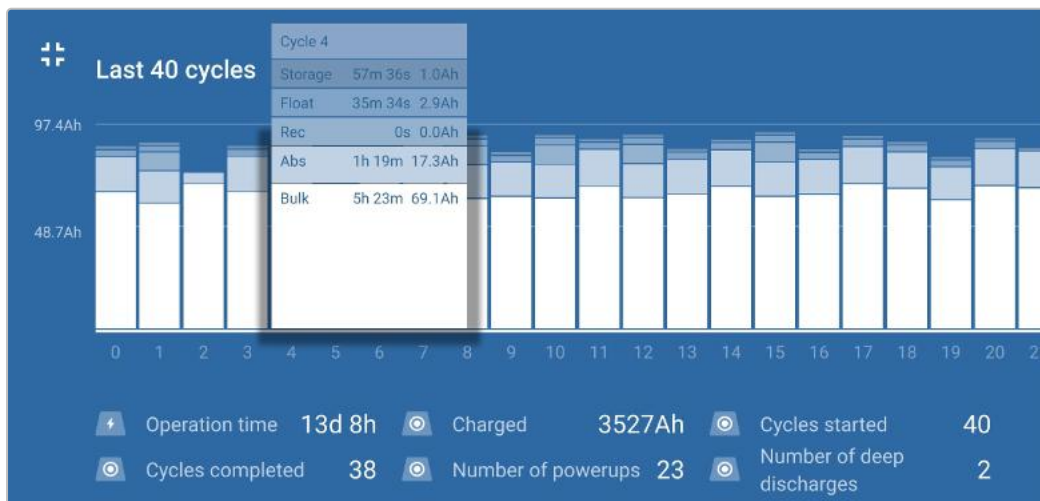 Cycle 4
Last 40 cycles
Storage 57m 36s 1.0Ah
Float 35m 34s 2.9Ah
97.4Ah
Rec 0s 0.0Ah
Abs 1h 19m 17.3Ah
Bulk 5h 23m 69.1Ah
48.7Ah
0 1 2 3 4 5 6 7 8 9 10 11 12 13 14 15 16 17 18 19 20
Operation time 13d 8h Charged 3527Ah Cycles started 40
Cycles completed 38 Number of powerups 23 Number of deep discharges 2